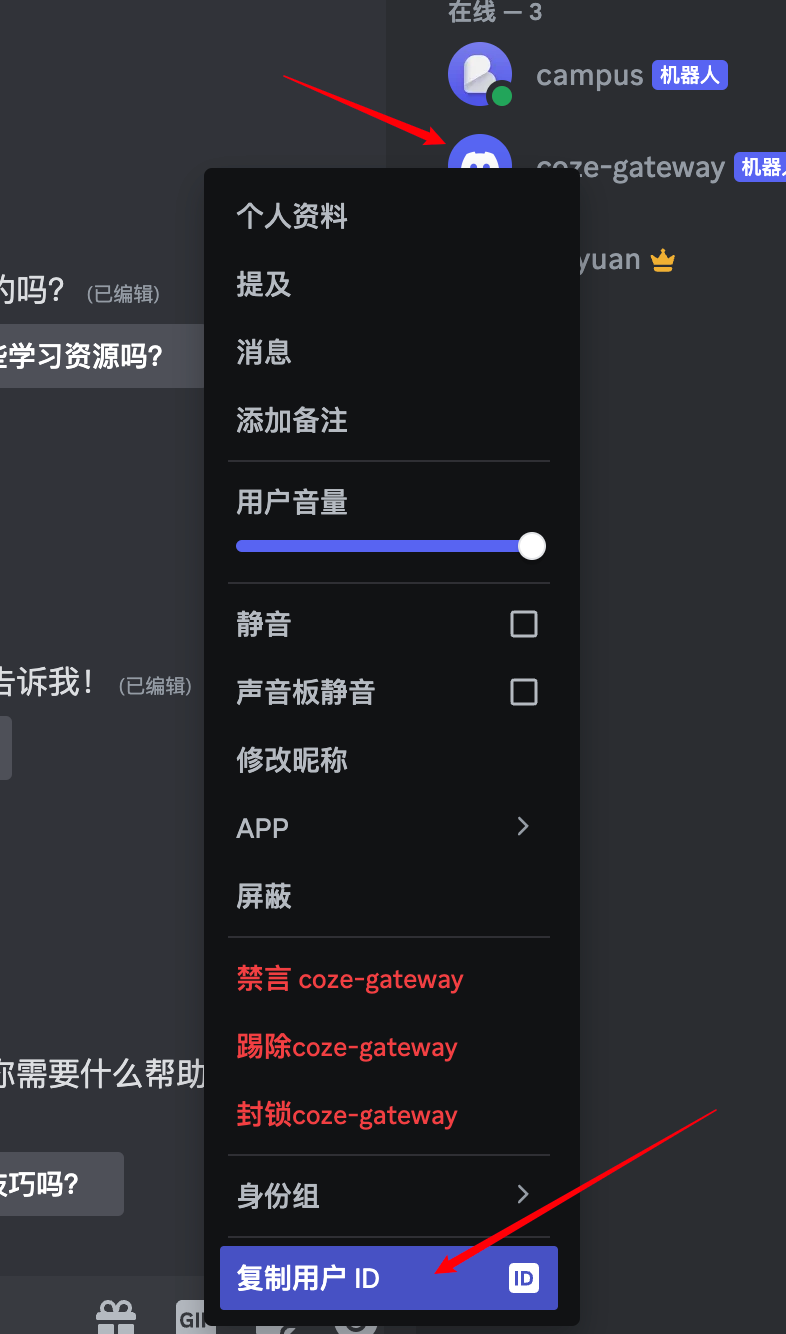 在线 — 3
campus 机器人
coze-gateway 机器
yuan
个人资料
提及
消息
添加备注
用户音量
静音
声音板静音
修改昵称
APP
屏蔽
禁言 coze-gateway
踢除coze-gateway
封锁coze-gateway
身份组
复制用户 ID
ID
的吗? (已编辑)
些学习资源吗?
告诉我! (已编辑)
你需要什么帮助
技巧吗?
GI